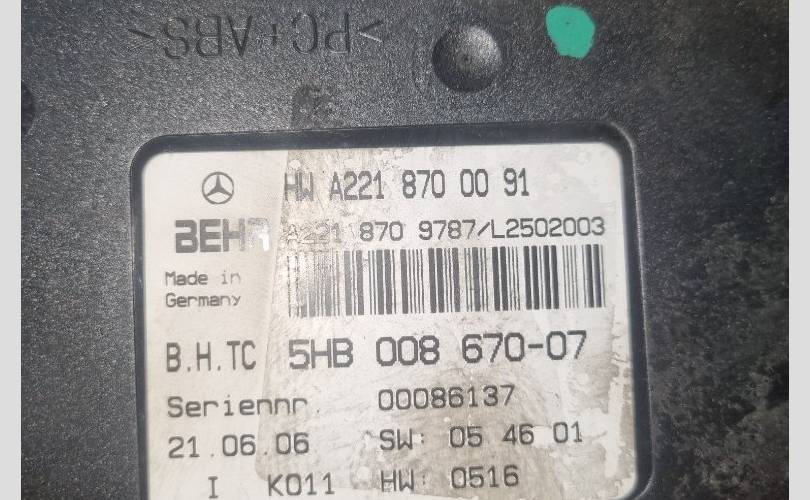 >PC+ABS<
HW A221 870 00 91
BEHR A221 870 9787/L2502003
Made in
Germany
B.H.TC 5HB 008 670-07
Seriennr. 00086137
21.06.06 SW: 05 46 01
I K011 HW: 0516